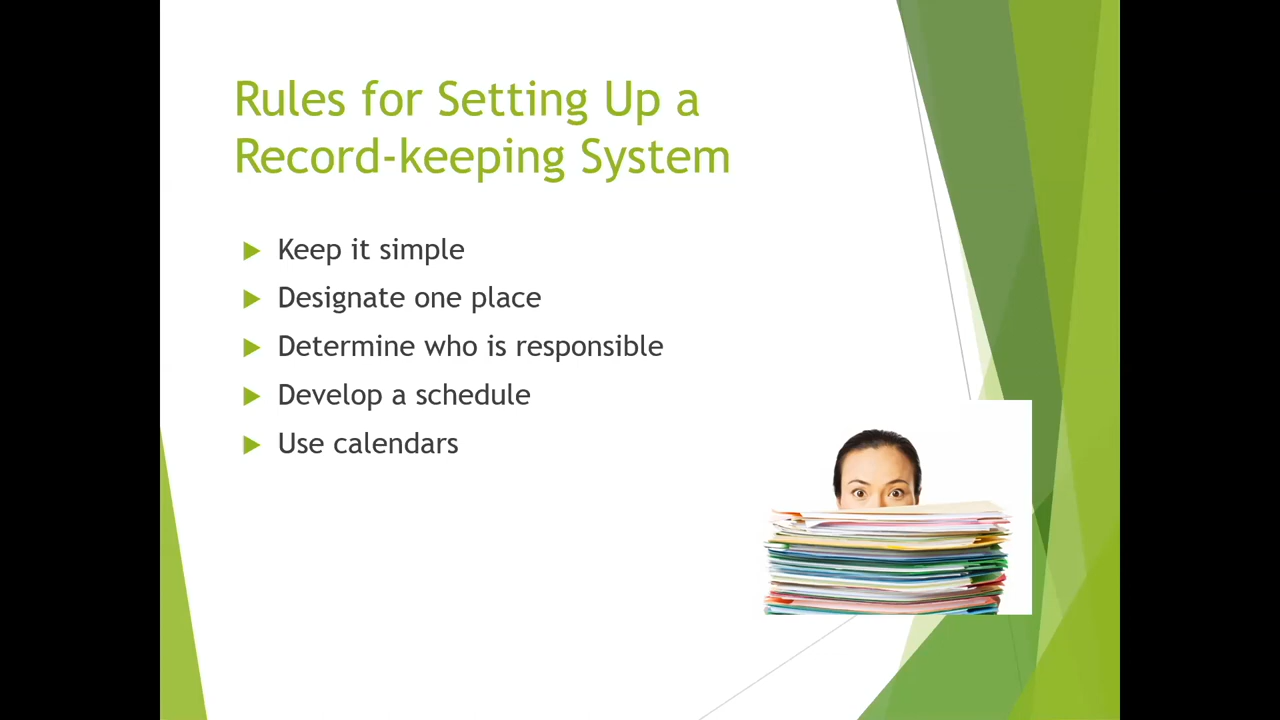 Rules for Setting Up a
Record-keeping System
Keep it simple
Designate one place
Determine who is responsible
Develop a schedule
Use calendars